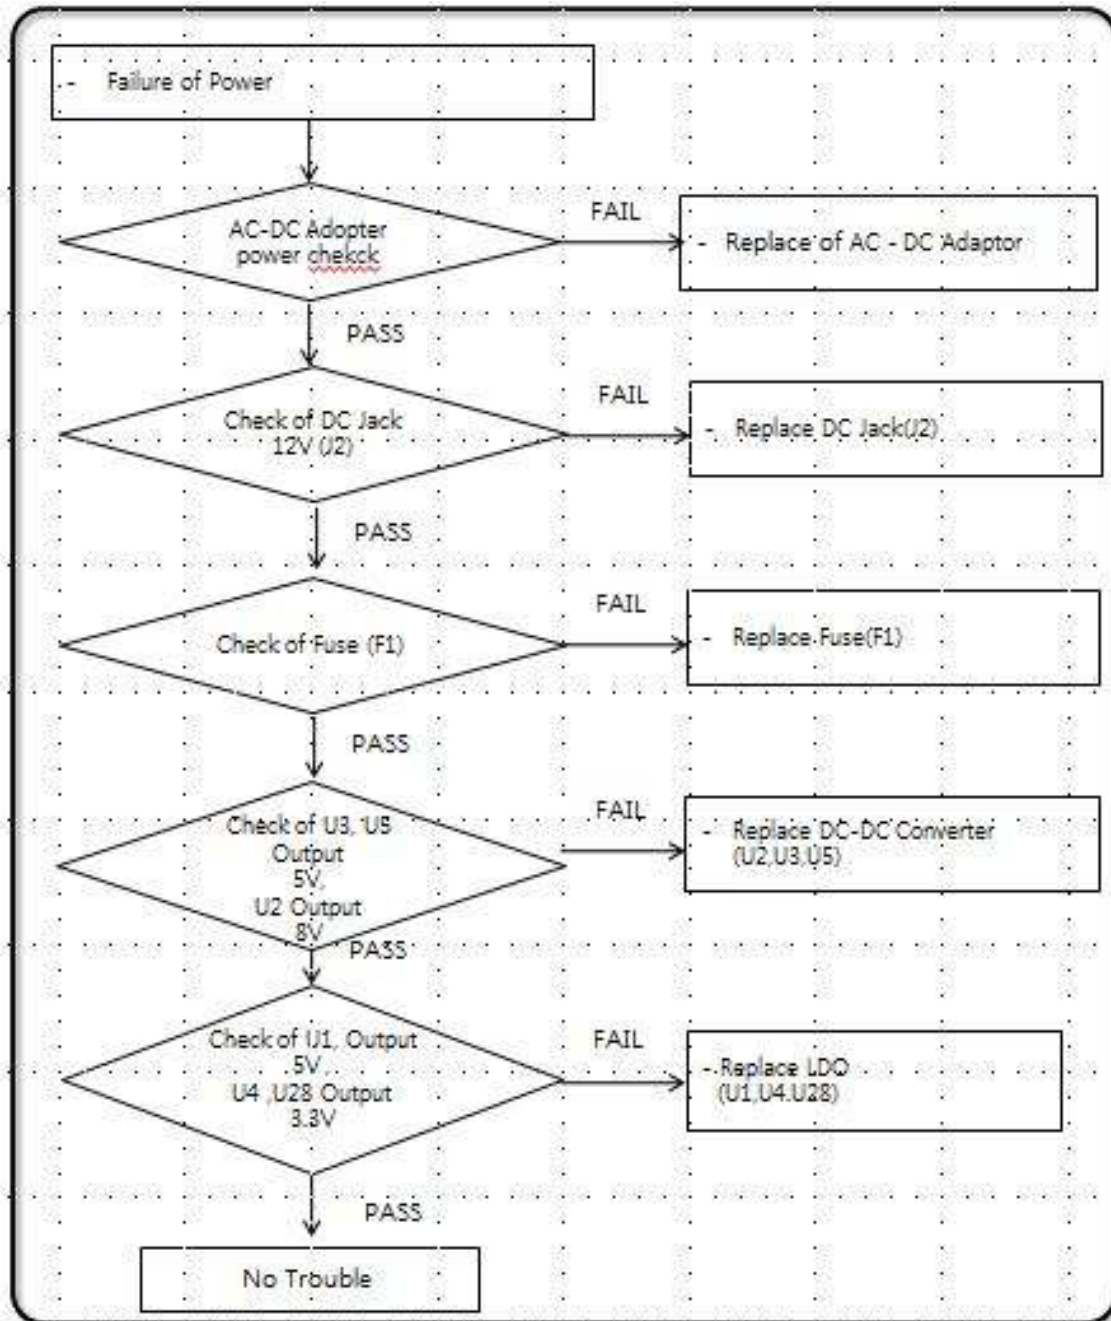 - Failure of Power
AC-DC Adopter
power chekck
FAIL
- Replace of AC - DC Adaptor
PASS
Check of DC Jack
12V (J2)
FAIL
- Replace DC Jack(J2)
PASS
Check of Fuse (F1)
FAIL
- Replace Fuse(F1)
PASS
Check of U3, U5
Output
5V,
U2 Output
8V
FAIL
- Replace DC-DC Converter
(U2,U3,U5)
PASS
Check of U1, Output
5V,
U4 ,U28 Output
3.3V
FAIL
- Replace LDO
(U1,U4.U28)
PASS
No Trouble